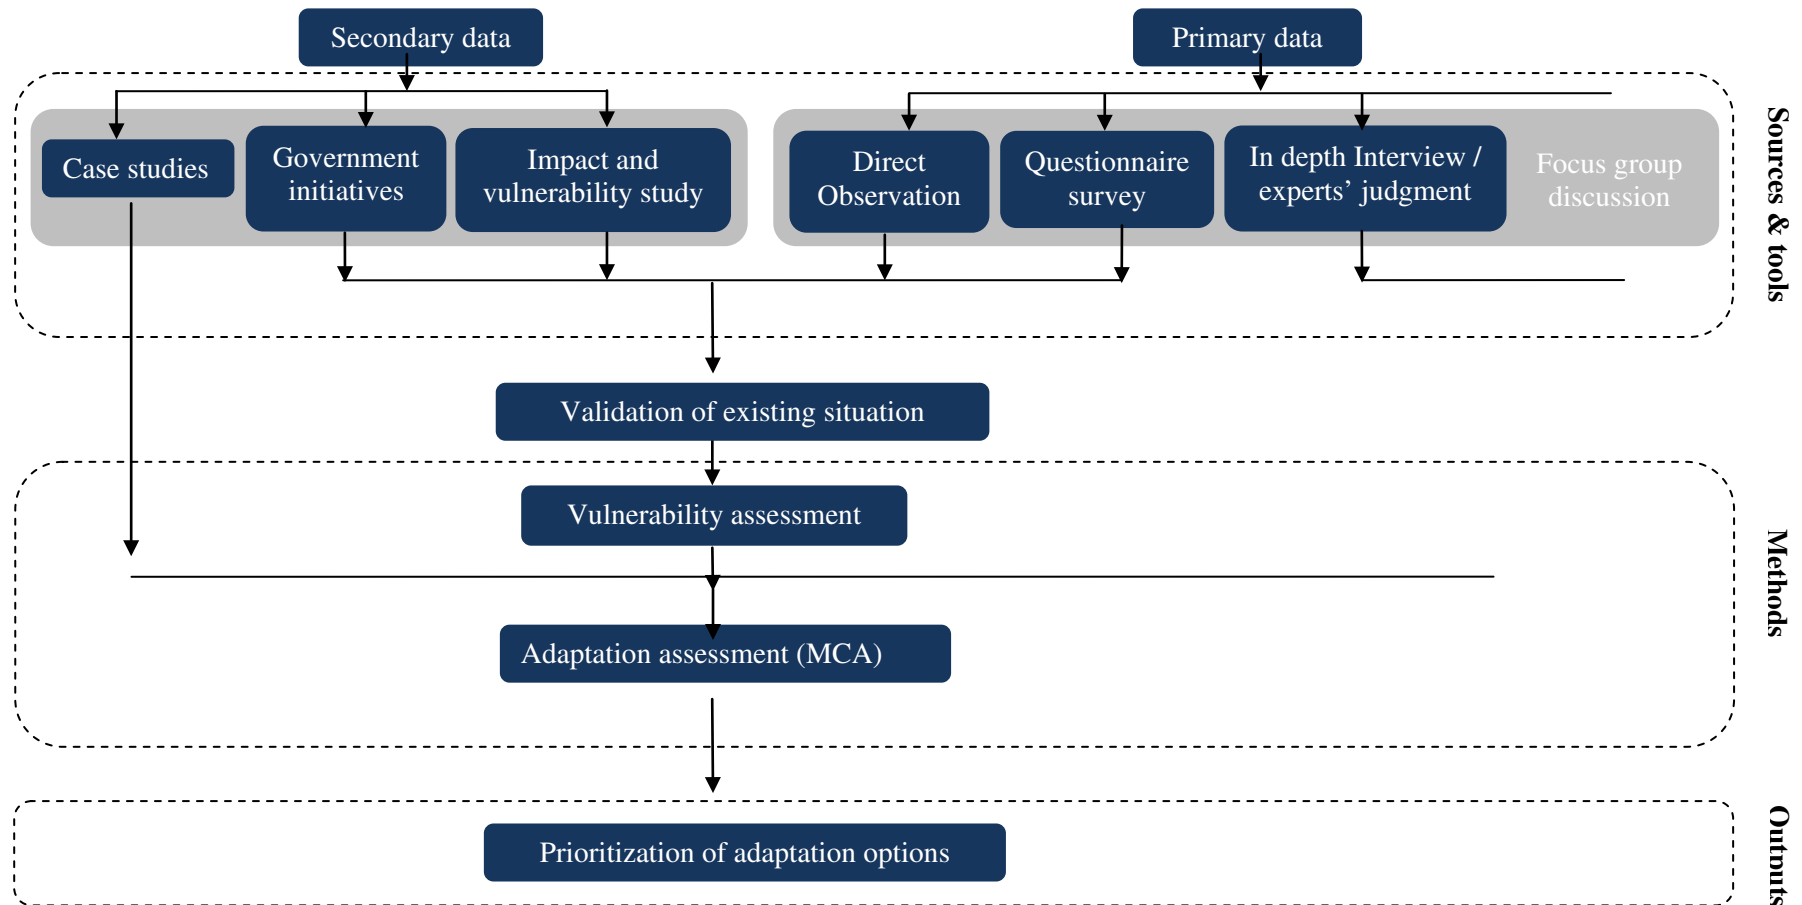 Secondary data
Primary data
Case studies
Government
initiatives
Impact and
vulnerability study
Direct
Observation
Questionnaire
survey
In depth Interview /
experts’ judgment
Focus group
discussion
Sources & tools
Validation of existing situation
Vulnerability assessment
Adaptation assessment (MCA)
Methods
Prioritization of adaptation options
Outputs